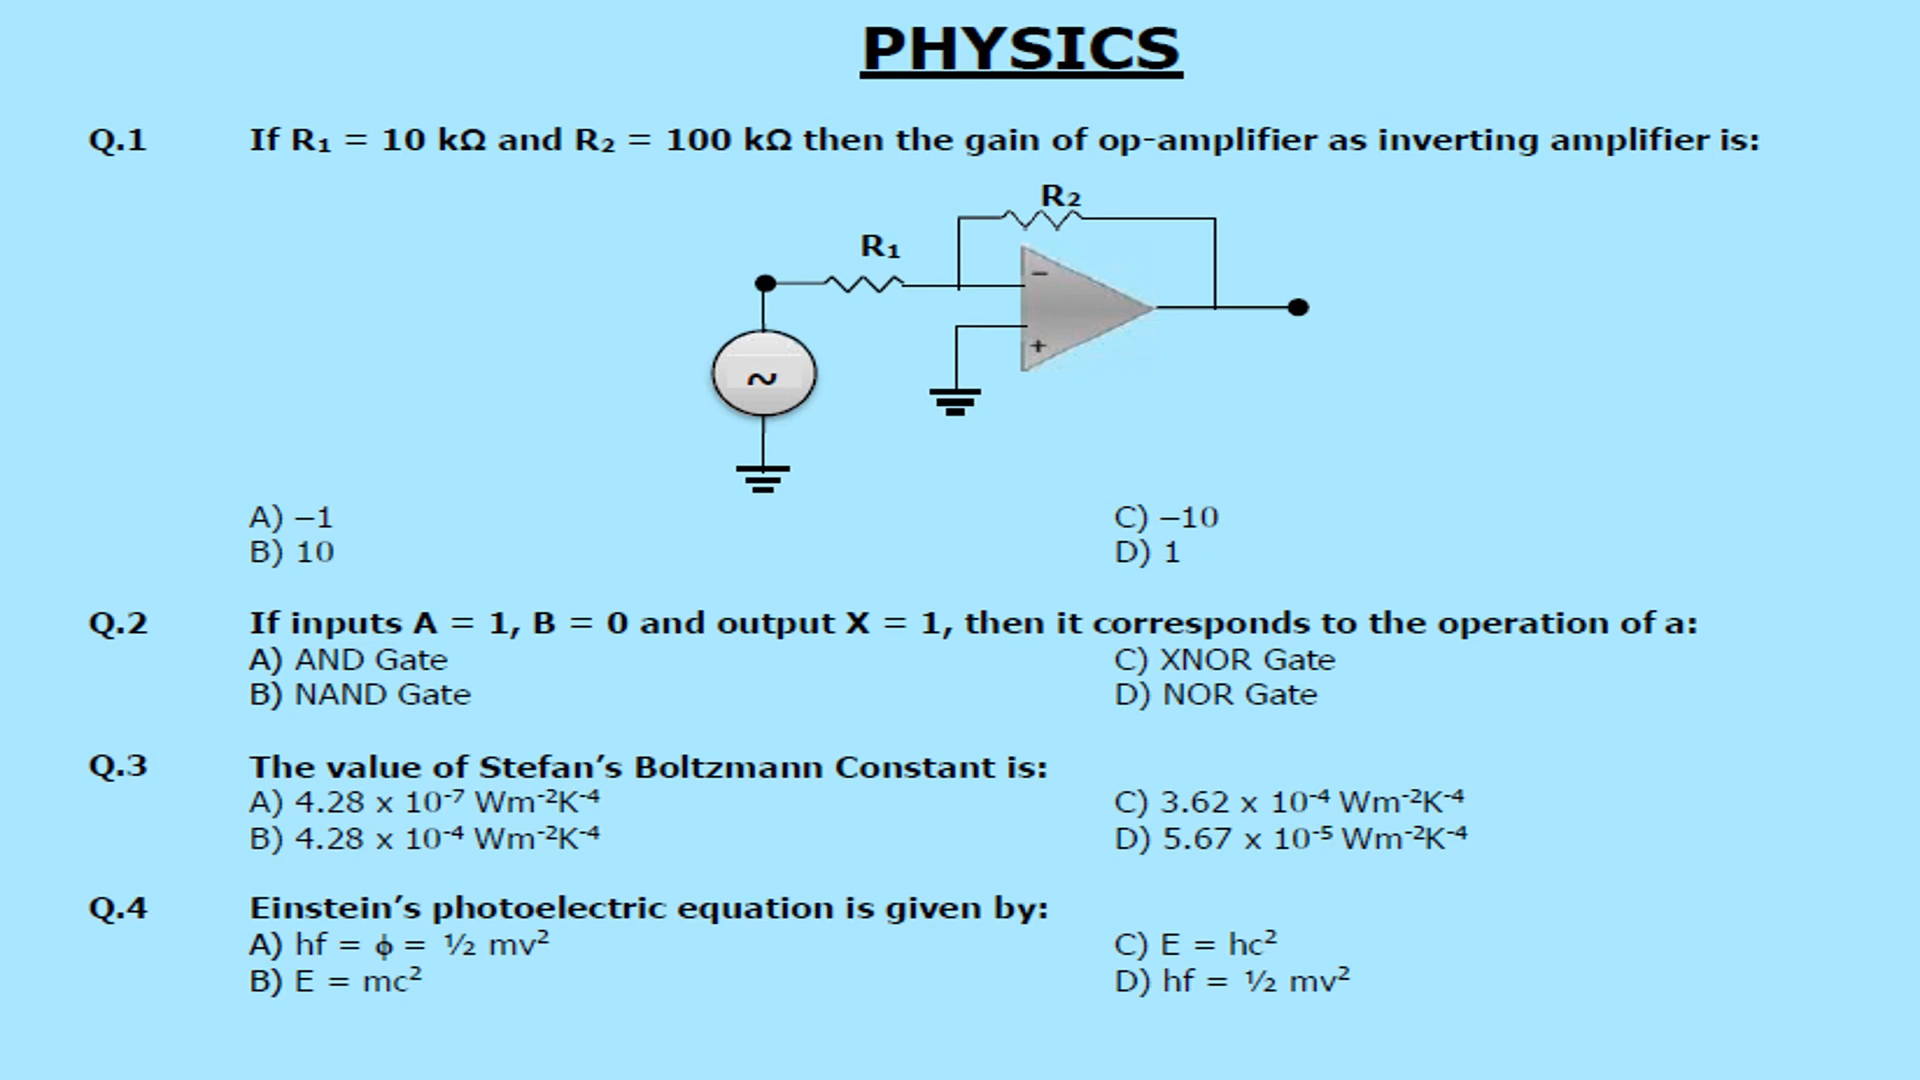 PHYSICS
Q.1 If R₁ = 10 kΩ and R₂ = 100 kΩ then the gain of op-amplifier as inverting amplifier is:
R₂
R₁
−
+
~
A) –1 C) –10
B) 10 D) 1
Q.2 If inputs A = 1, B = 0 and output X = 1, then it corresponds to the operation of a:
A) AND Gate C) XNOR Gate
B) NAND Gate D) NOR Gate
Q.3 The value of Stefan’s Boltzmann Constant is:
A) 4.28 x 10⁻⁷ Wm⁻²K⁻⁴ C) 3.62 x 10⁻⁴ Wm⁻²K⁻⁴
B) 4.28 x 10⁻⁴ Wm⁻²K⁻⁴ D) 5.67 x 10⁻⁵ Wm⁻²K⁻⁴
Q.4 Einstein’s photoelectric equation is given by:
A) hf = ϕ = ½ mv² C) E = hc²
B) E = mc² D) hf = ½ mv²